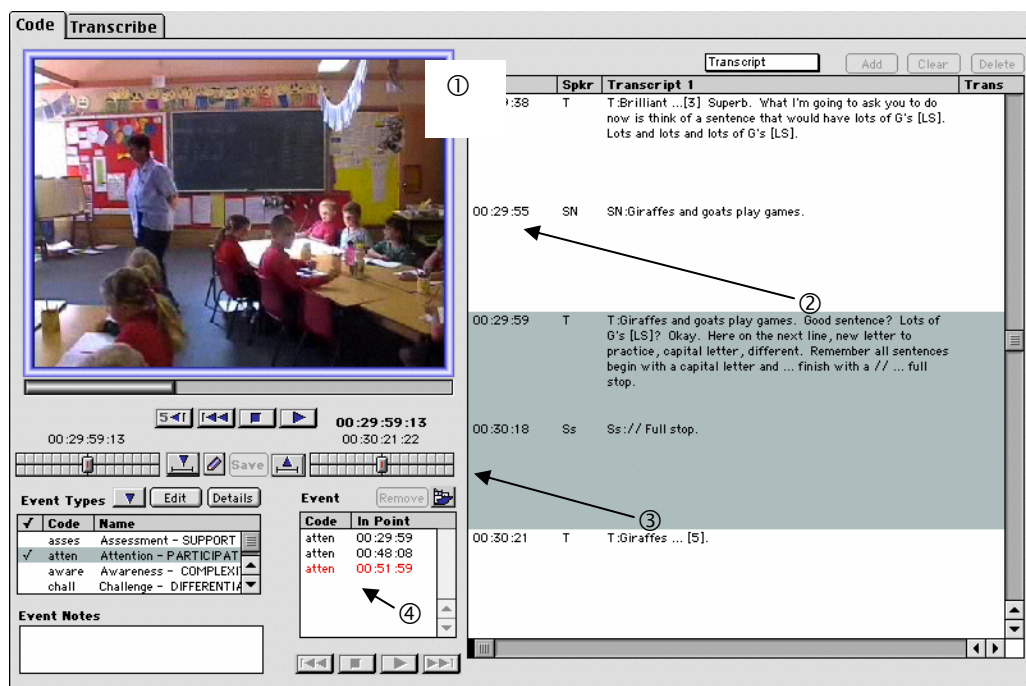 Code Transcribe
Transcript Add Clear Delete
①
Spkr Transcript 1 Trans
:38 T T:Brilliant ...[3] Superb. What I'm going to ask you to do
now is think of a sentence that would have lots of G's [LS].
Lots and lots and lots of G's [LS].
00:29:55 SN SN:Giraffes and goats play games.
②
00:29:59 T T:Giraffes and goats play games. Good sentence? Lots of
G's [LS]? Okay. Here on the next line, new letter to
practice, capital letter, different. Remember all sentences
begin with a capital letter and ... finish with a // ... full
stop.
00:30:18 Ss Ss:// Full stop.
③
00:30:21 T T:Giraffes ... [5].
5
00:29:59:13
00:29:59:13 00:30:21:22
Save
Event Types Edit Details
√ Code Name
asses Assessment - SUPPORT
√ atten Attention - PARTICIPAT
aware Awareness - COMPLEXI
chall Challenge - DIFFERENTIA
Event Notes
Event Remove
Code In Point
atten 00:29:59
atten 00:48:08
atten 00:51:59
④